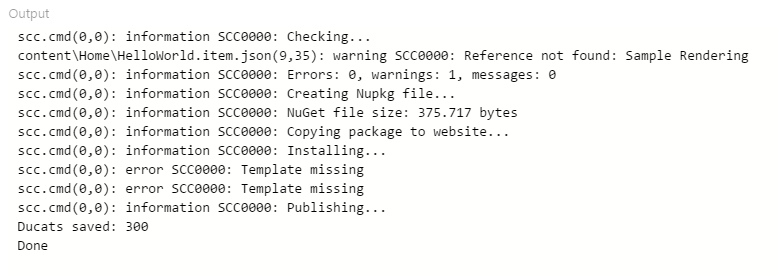 Output
scc.cmd(0,0): information SCC0000: Checking...
content\Home\HelloWorld.item.json(9,35): warning SCC0000: Reference not found: Sample Rendering
scc.cmd(0,0): information SCC0000: Errors: 0, warnings: 1, messages: 0
scc.cmd(0,0): information SCC0000: Creating Nupkg file...
scc.cmd(0,0): information SCC0000: NuGet file size: 375.717 bytes
scc.cmd(0,0): information SCC0000: Copying package to website...
scc.cmd(0,0): information SCC0000: Installing...
scc.cmd(0,0): error SCC0000: Template missing
scc.cmd(0,0): error SCC0000: Template missing
scc.cmd(0,0): information SCC0000: Publishing...
Ducats saved: 300
Done